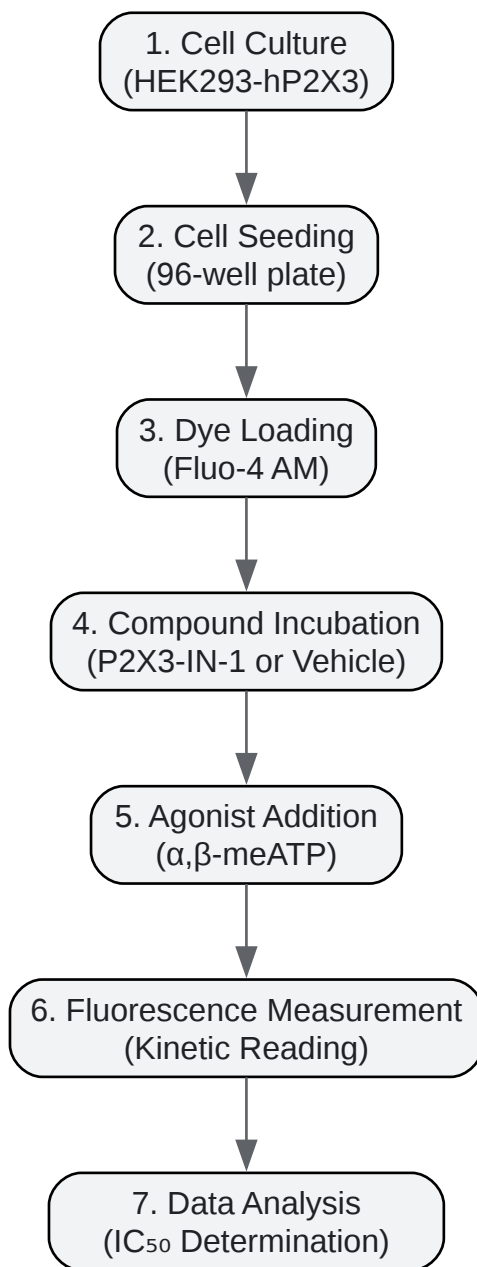 1. Cell Culture
(HEK293-hP2X3)
2. Cell Seeding
(96-well plate)
3. Dye Loading
(Fluo-4 AM)
4. Compound Incubation
(P2X3-IN-1 or Vehicle)
5. Agonist Addition
(α,β-meATP)
6. Fluorescence Measurement
(Kinetic Reading)
7. Data Analysis
(IC₅₀ Determination)